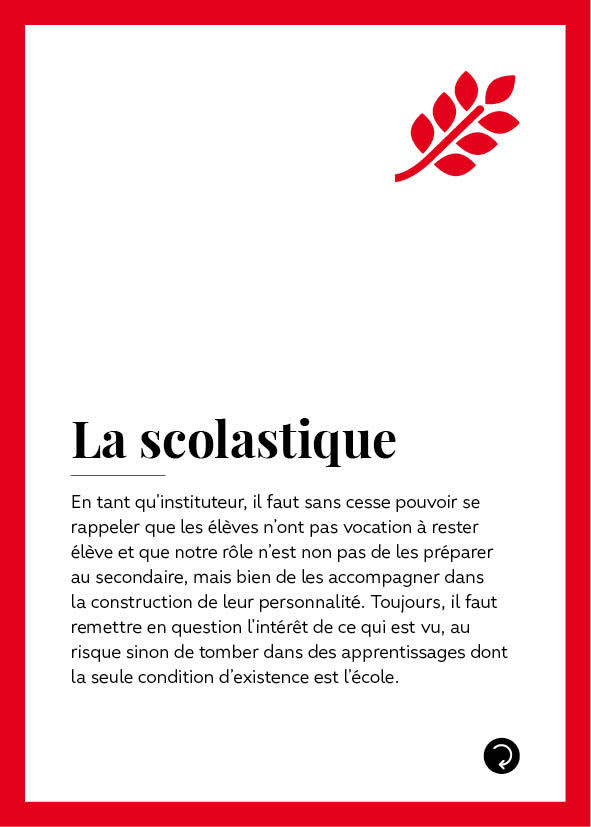 La scolastique
En tant qu’instituteur, il faut sans cesse pouvoir se
rappeler que les élèves n’ont pas vocation à rester
élève et que notre rôle n’est non pas de les préparer
au secondaire, mais bien de les accompagner dans
la construction de leur personnalité. Toujours, il faut
remettre en question l’intérêt de ce qui est vu, au
risque sinon de tomber dans des apprentissages dont
la seule condition d’existence est l’école.